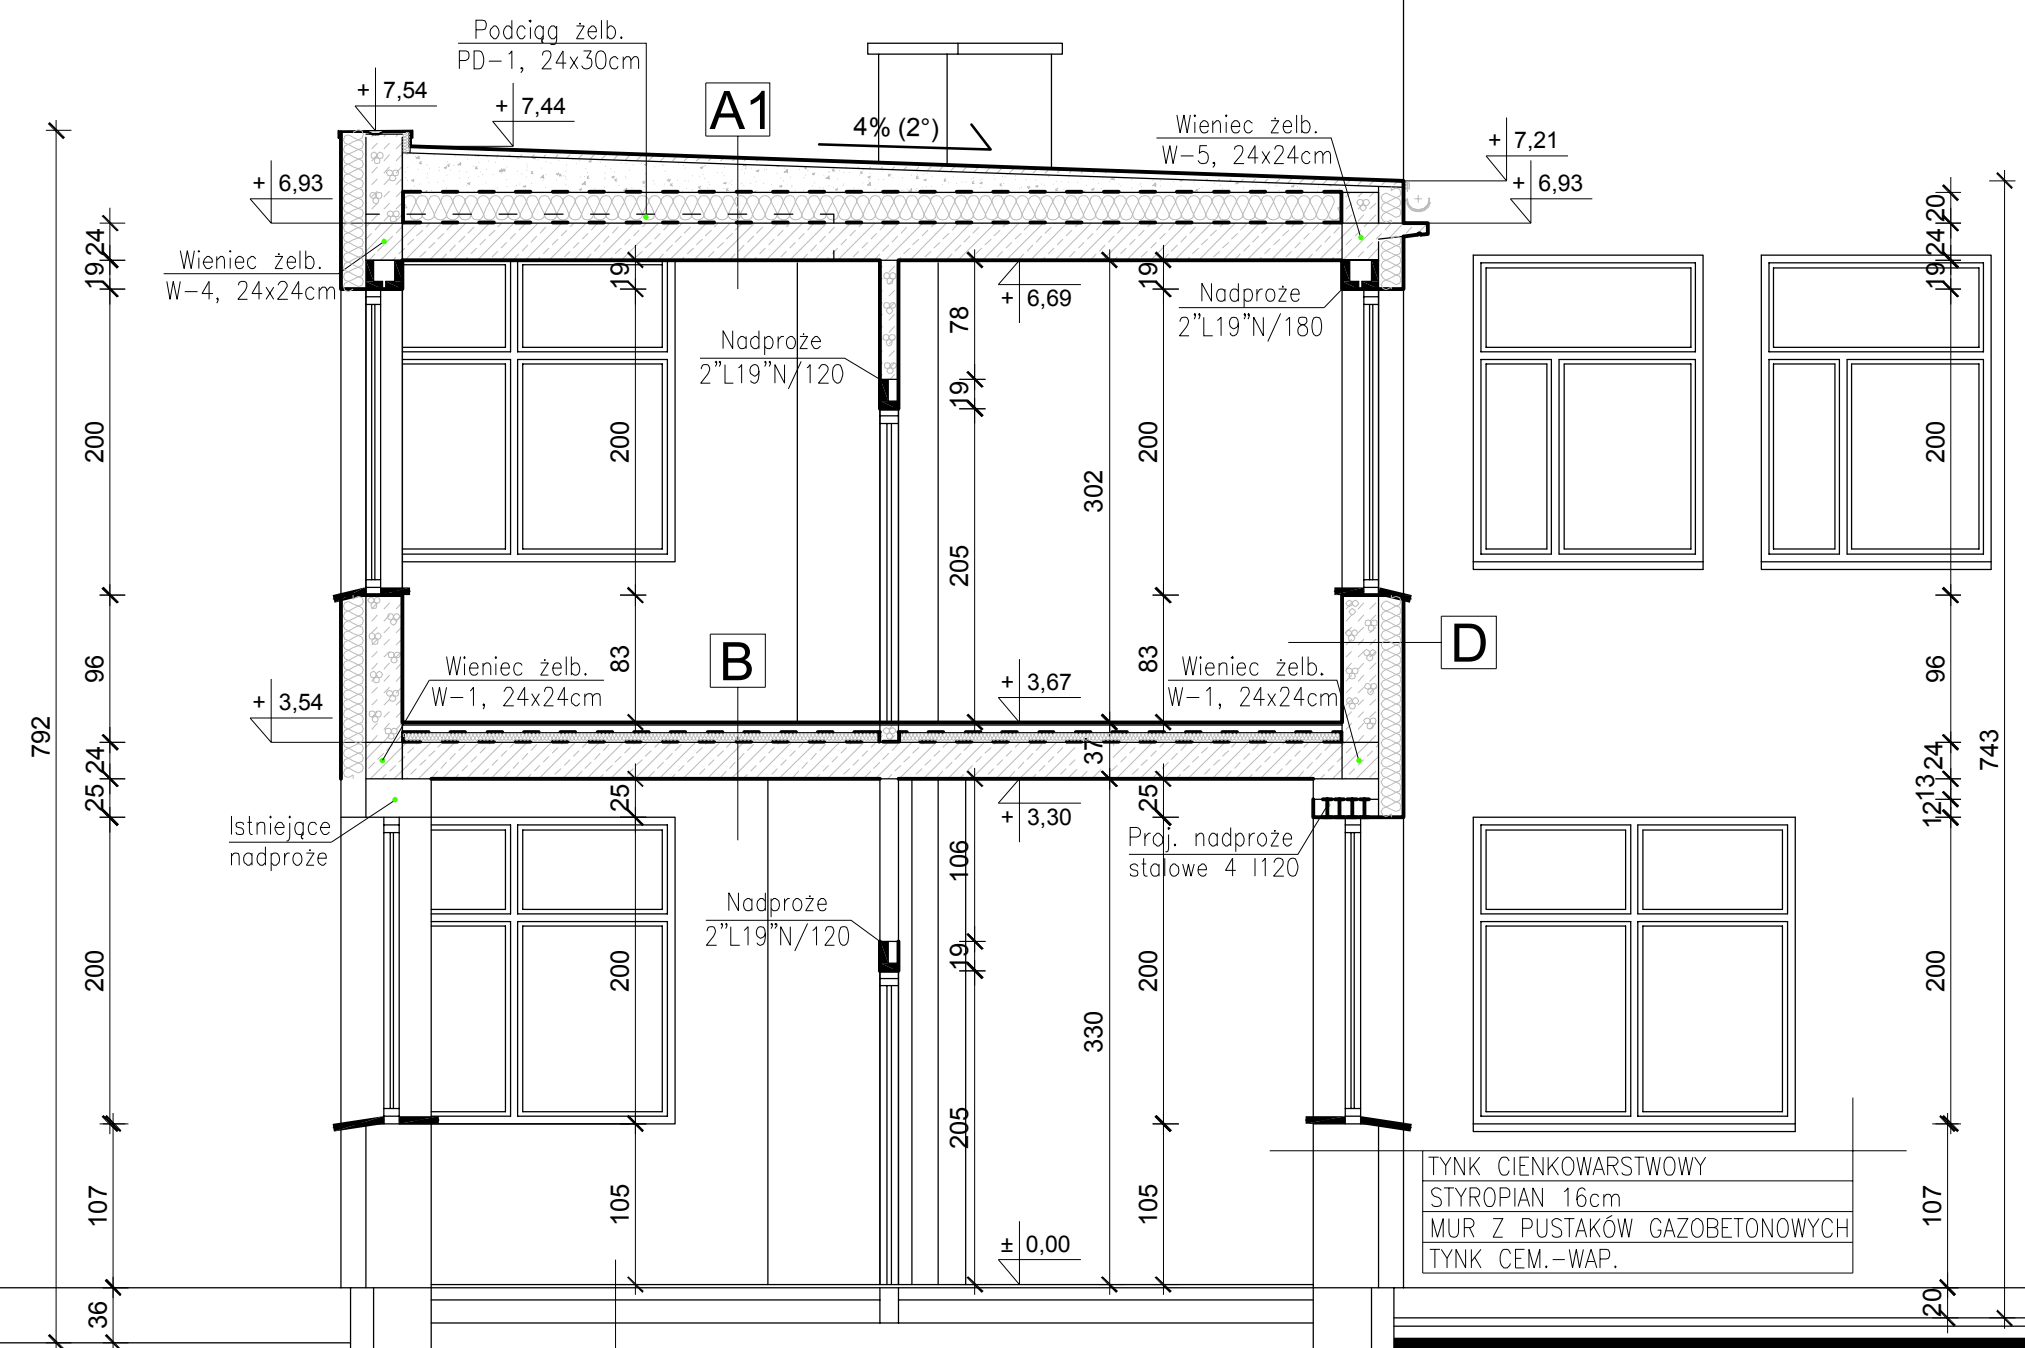 Podciąg żelb.
PD-1, 24x30cm
+ 7,54
+ 7,44
A1
4% (2°)
Wieniec żelb.
W-5, 24x24cm
+ 7,21
+ 6,93
+ 6,93
Wieniec żelb.
W-4, 24x24cm
24
19
200
96
24
25
200
107
36
792
19
200
83
25
200
105
Nadproże
2"L19"N/120
78
19
205
+ 6,69
302
19
200
83
Nadproże
2"L19"N/180
20
24
19
200
96
24
13
12
200
107
20
743
D
B
Wieniec żelb.
W-1, 24x24cm
+ 3,67
Wieniec żelb.
W-1, 24x24cm
+ 3,54
37
+ 3,30
Istniejące
nadproże
Proj. nadproże
stalowe 4 I120
25
200
105
106
19
205
330
Nadproże
2"L19"N/120
± 0,00
TYNK CIENKOWARSTWOWY
STYROPIAN 16cm
MUR Z PUSTAKÓW GAZOBETONOWYCH
TYNK CEM.-WAP.